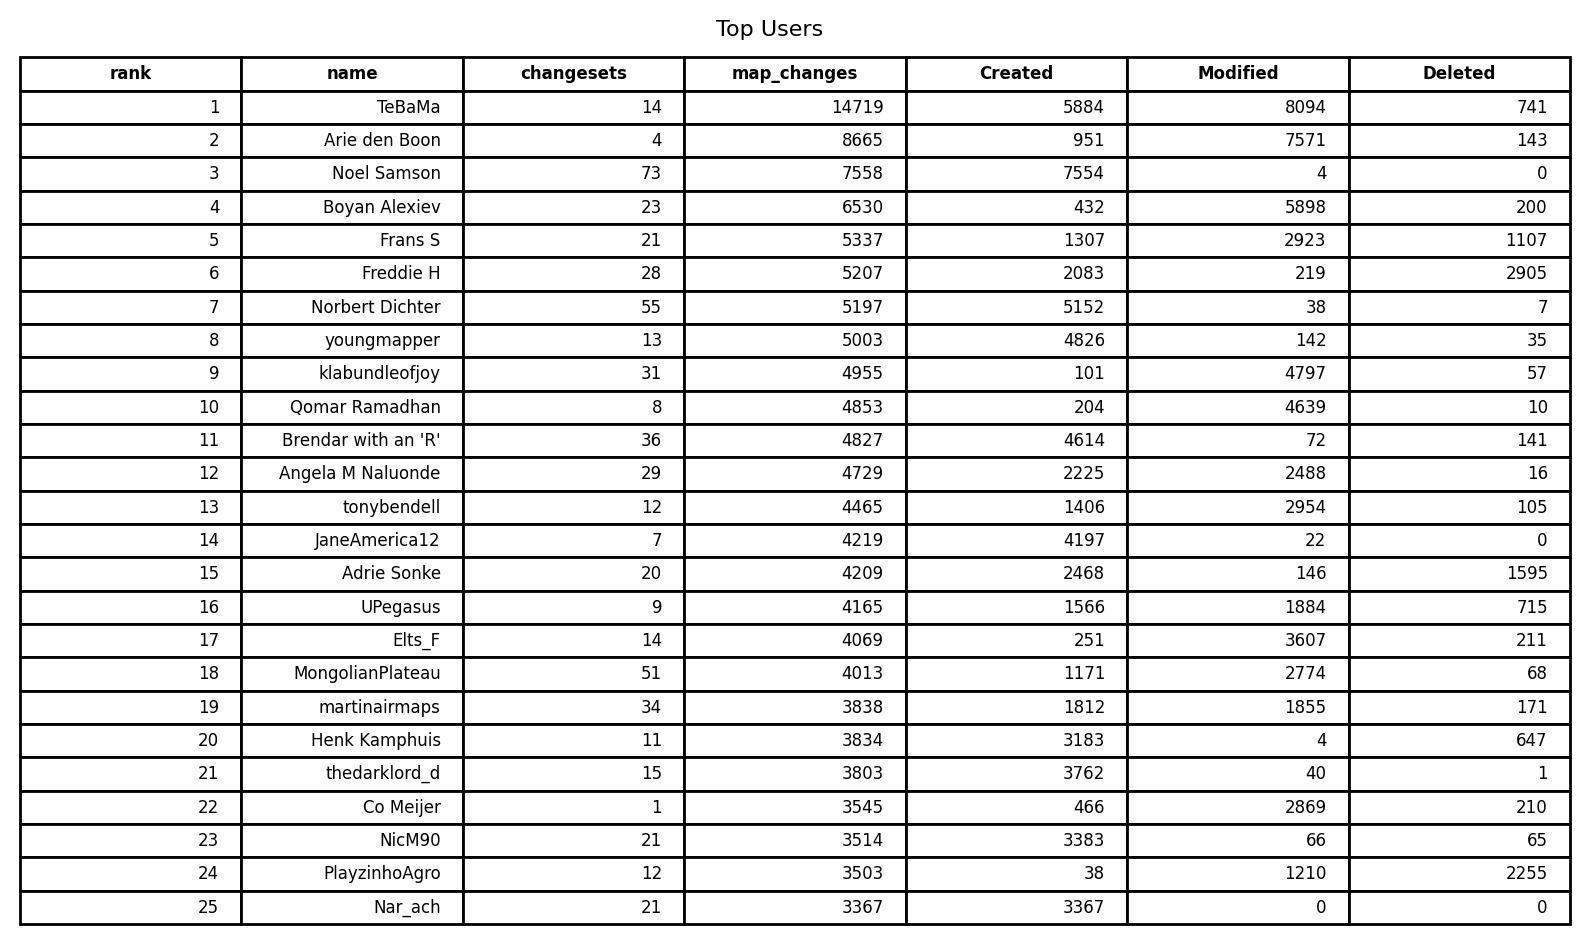 Top Users
rank name changesets map_changes Created Modified Deleted
1 TeBaMa 14 14719 5884 8094 741
2 Arie den Boon 4 8665 951 7571 143
3 Noel Samson 73 7558 7554 4 0
4 Boyan Alexiev 23 6530 432 5898 200
5 Frans S 21 5337 1307 2923 1107
6 Freddie H 28 5207 2083 219 2905
7 Norbert Dichter 55 5197 5152 38 7
8 youngmapper 13 5003 4826 142 35
9 klabundleofjoy 31 4955 101 4797 57
10 Qomar Ramadhan 8 4853 204 4639 10
11 Brendar with an 'R' 36 4827 4614 72 141
12 Angela M Naluonde 29 4729 2225 2488 16
13 tonybendell 12 4465 1406 2954 105
14 JaneAmerica12 7 4219 4197 22 0
15 Adrie Sonke 20 4209 2468 146 1595
16 UPegasus 9 4165 1566 1884 715
17 Elts_F 14 4069 251 3607 211
18 MongolianPlateau 51 4013 1171 2774 68
19 martinairmaps 34 3838 1812 1855 171
20 Henk Kamphuis 11 3834 3183 4 647
21 thedarklord_d 15 3803 3762 40 1
22 Co Meijer 1 3545 466 2869 210
23 NicM90 21 3514 3383 66 65
24 PlayzinhoAgro 12 3503 38 1210 2255
25 Nar_ach 21 3367 3367 0 0